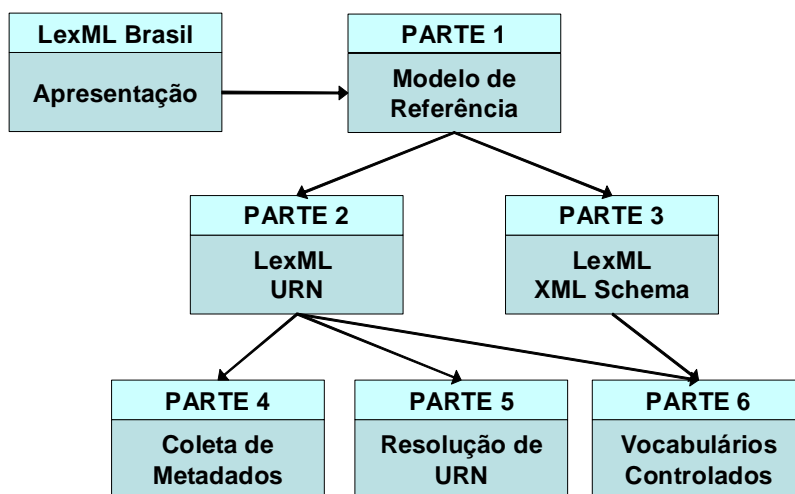 LexML Brasil
Apresentação
PARTE 1
Modelo de
Referência
PARTE 2
LexML
URN
PARTE 3
LexML
XML Schema
PARTE 4
Coleta de
Metadados
PARTE 5
Resolução de
URN
PARTE 6
Vocabulários
Controlados